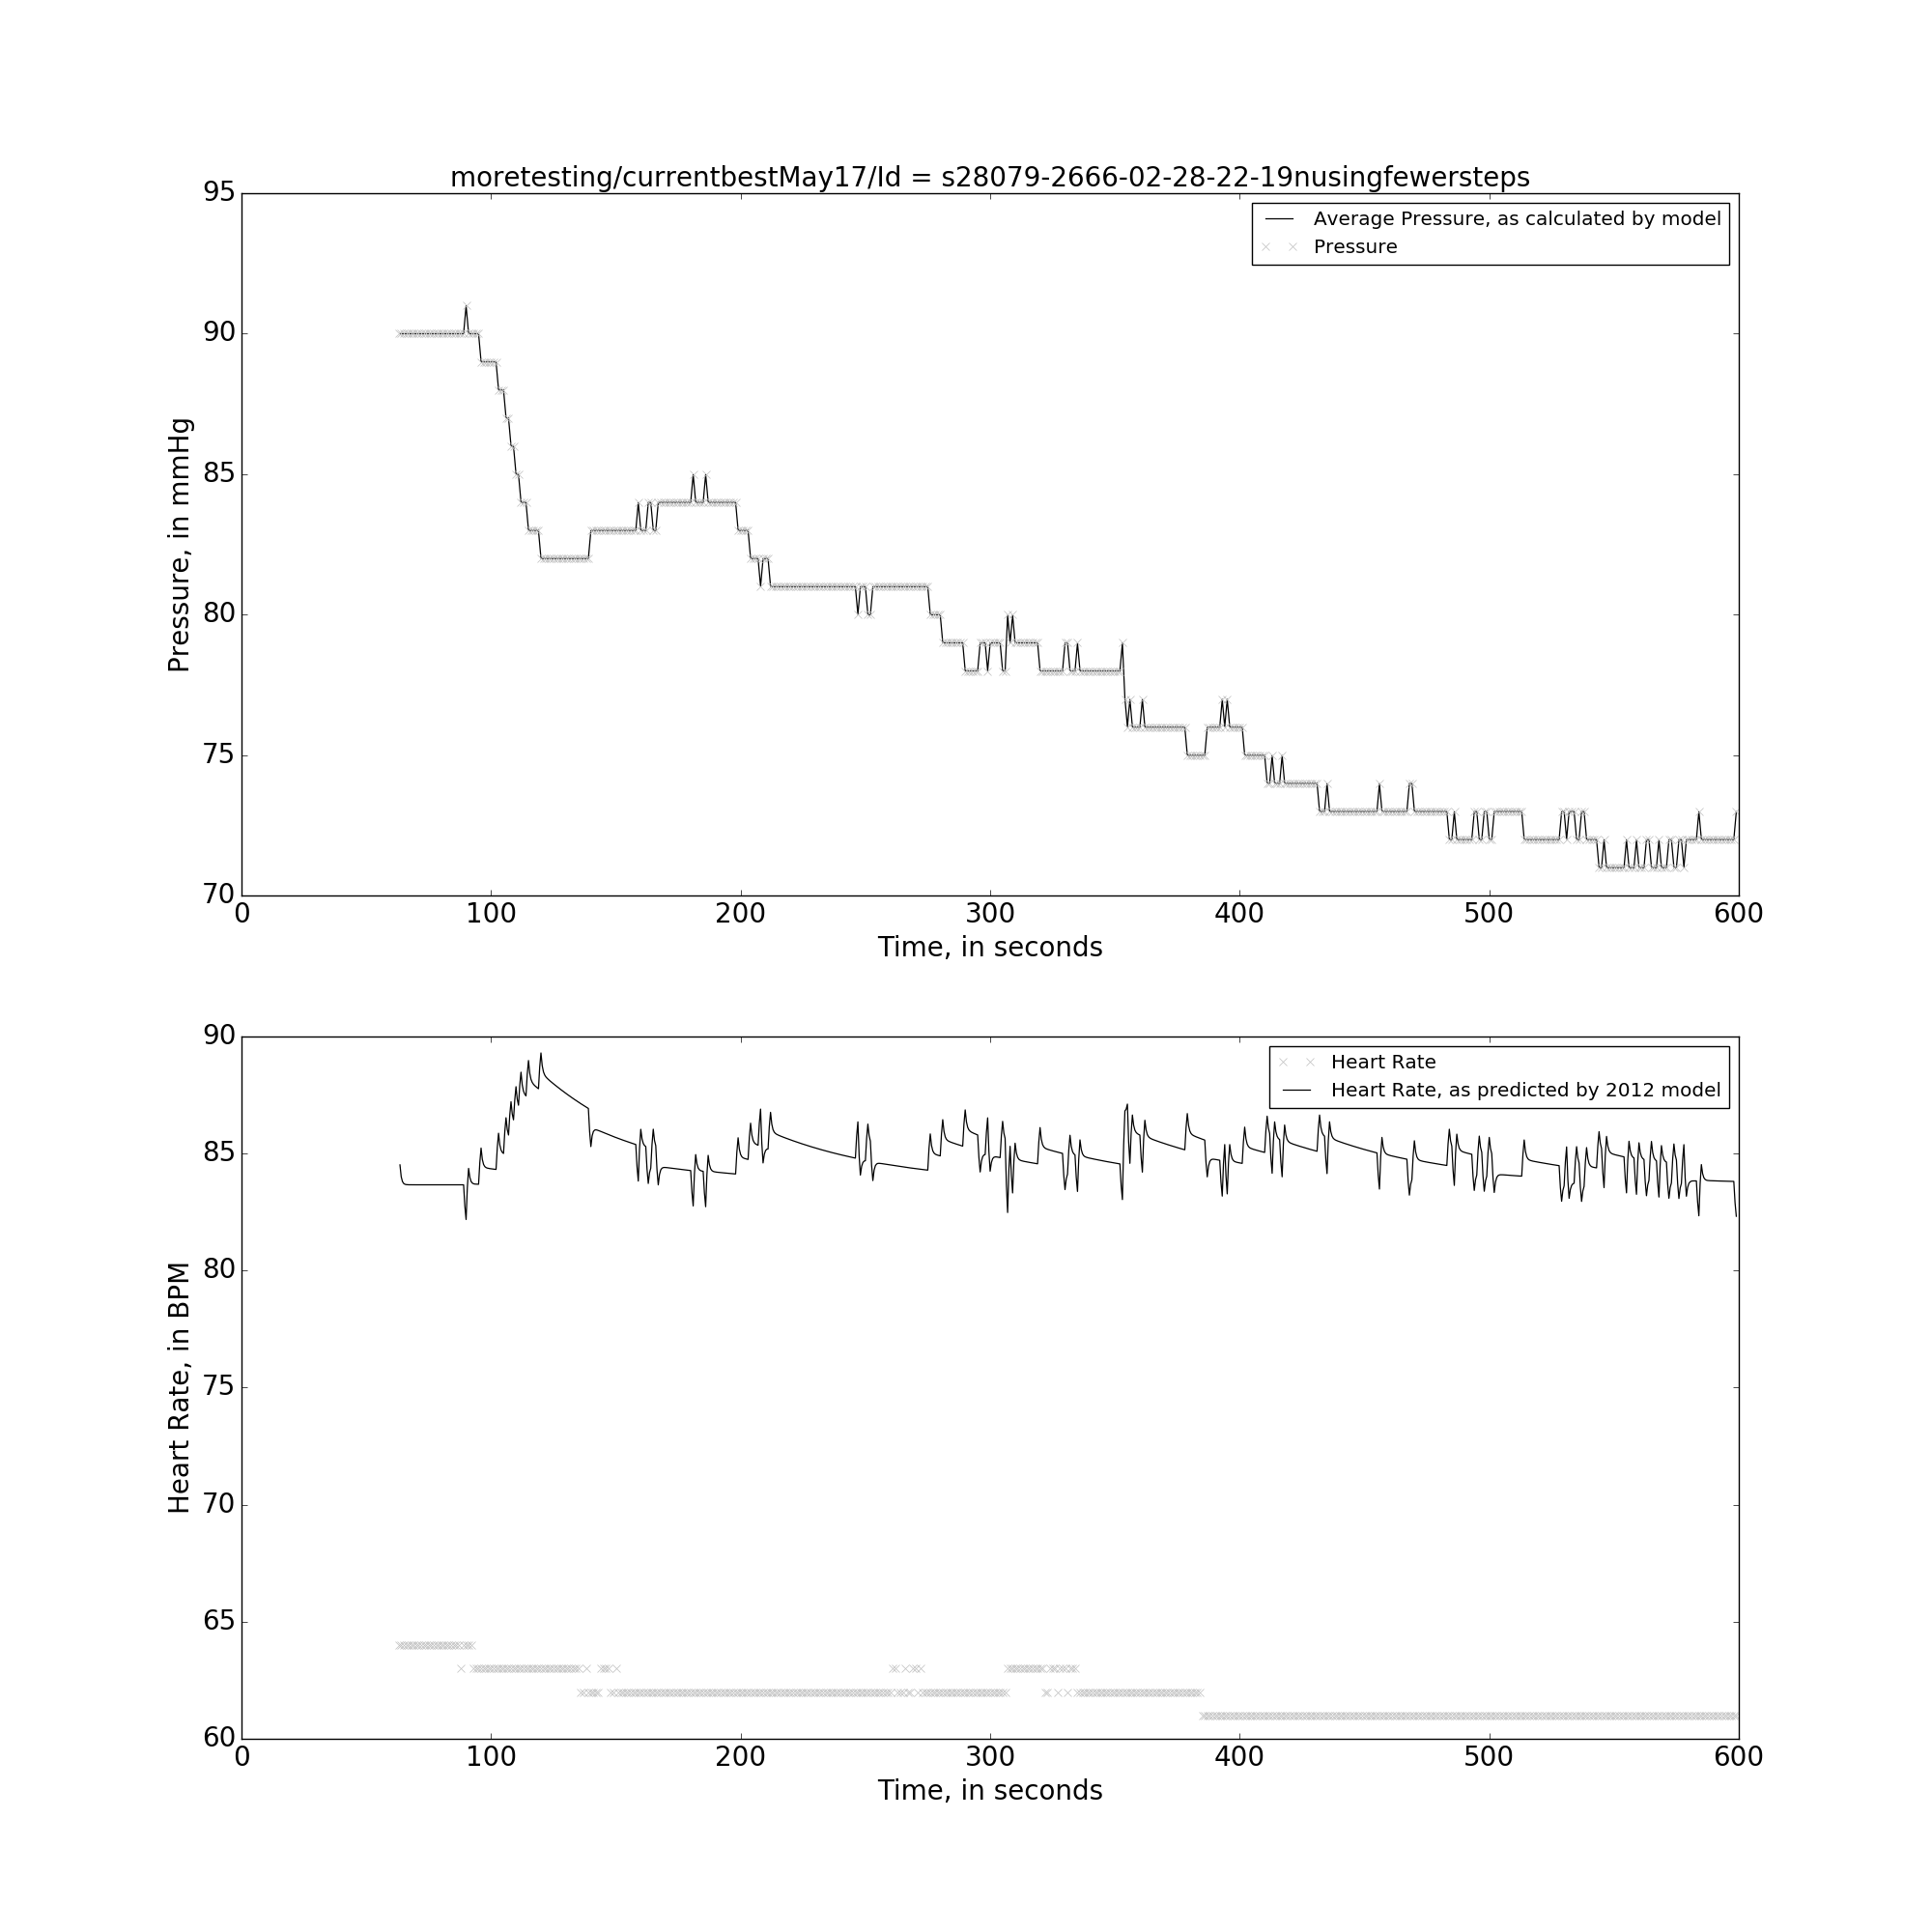 moretesting/currentbestMay17/Id = s28079-2666-02-28-22-19nusingfewersteps
95
90
85
80
75
70
Pressure, in mmHg
Average Pressure, as calculated by model
Pressure
0 100 200 300 400 500 600
Time, in seconds
90
85
80
75
70
65
60
Heart Rate, in BPM
Heart Rate
Heart Rate, as predicted by 2012 model
0 100 200 300 400 500 600
Time, in seconds